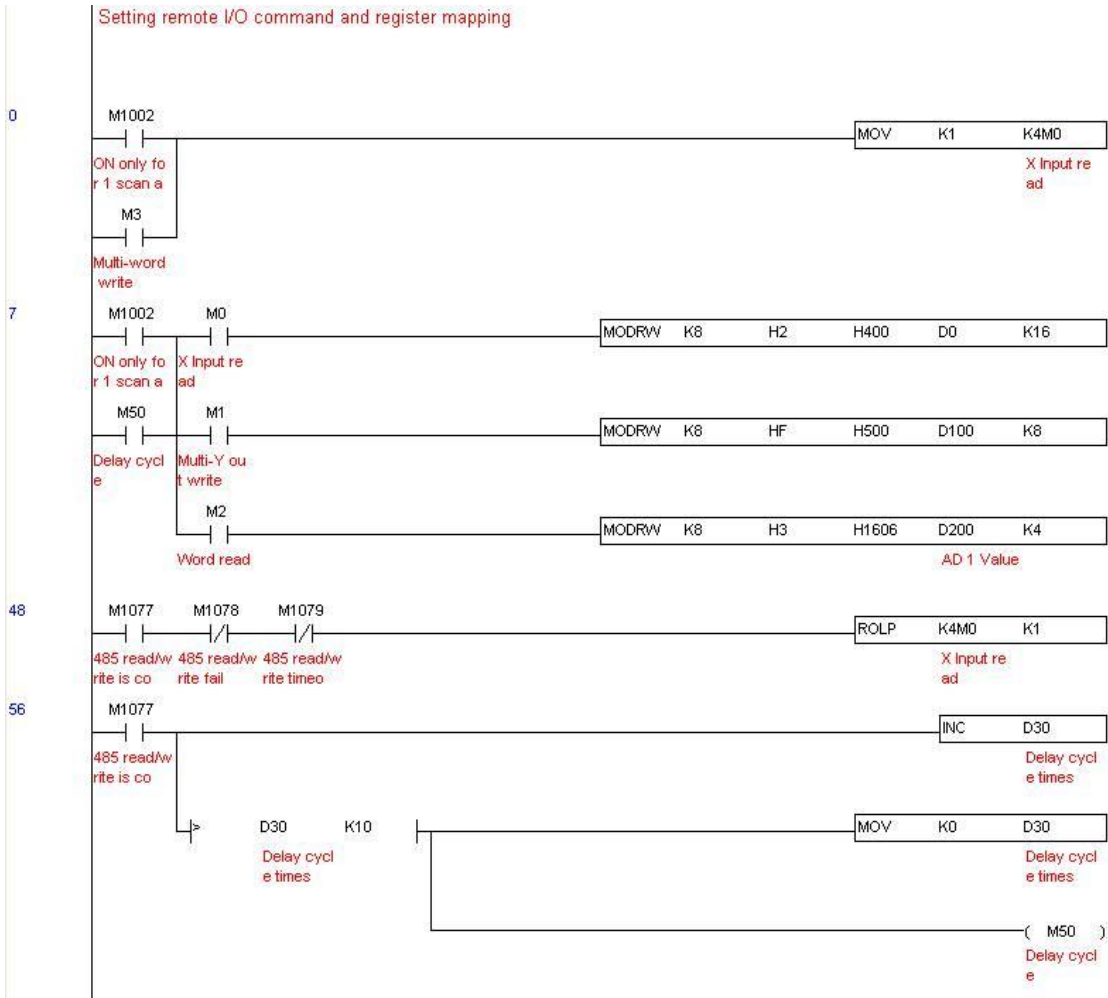 Setting remote I/O command and register mapping
0
M1002
MOV K1 K4M0
ON only fo
r 1 scan a
X Input re
ad
M3
Multi-word
write
7
M1002 M0
MODRW K8 H2 H400 D0 K16
ON only fo X Input re
r 1 scan a ad
M50 M1
MODRW K8 HF H500 D100 K8
Delay cycl Multi-Y ou
e t write
M2
MODRW K8 H3 H1606 D200 K4
Word read AD 1 Value
48
M1077 M1078 M1079
ROLP K4M0 K1
485 read/w 485 read/w 485 read/w X Input re
rite is co rite fail rite timeo ad
56
M1077
INC D30
485 read/w Delay cycl
rite is co e times
> D30 K10 MOV K0 D30
Delay cycl Delay cycl
e times e times
( M50 )
Delay cycl
e